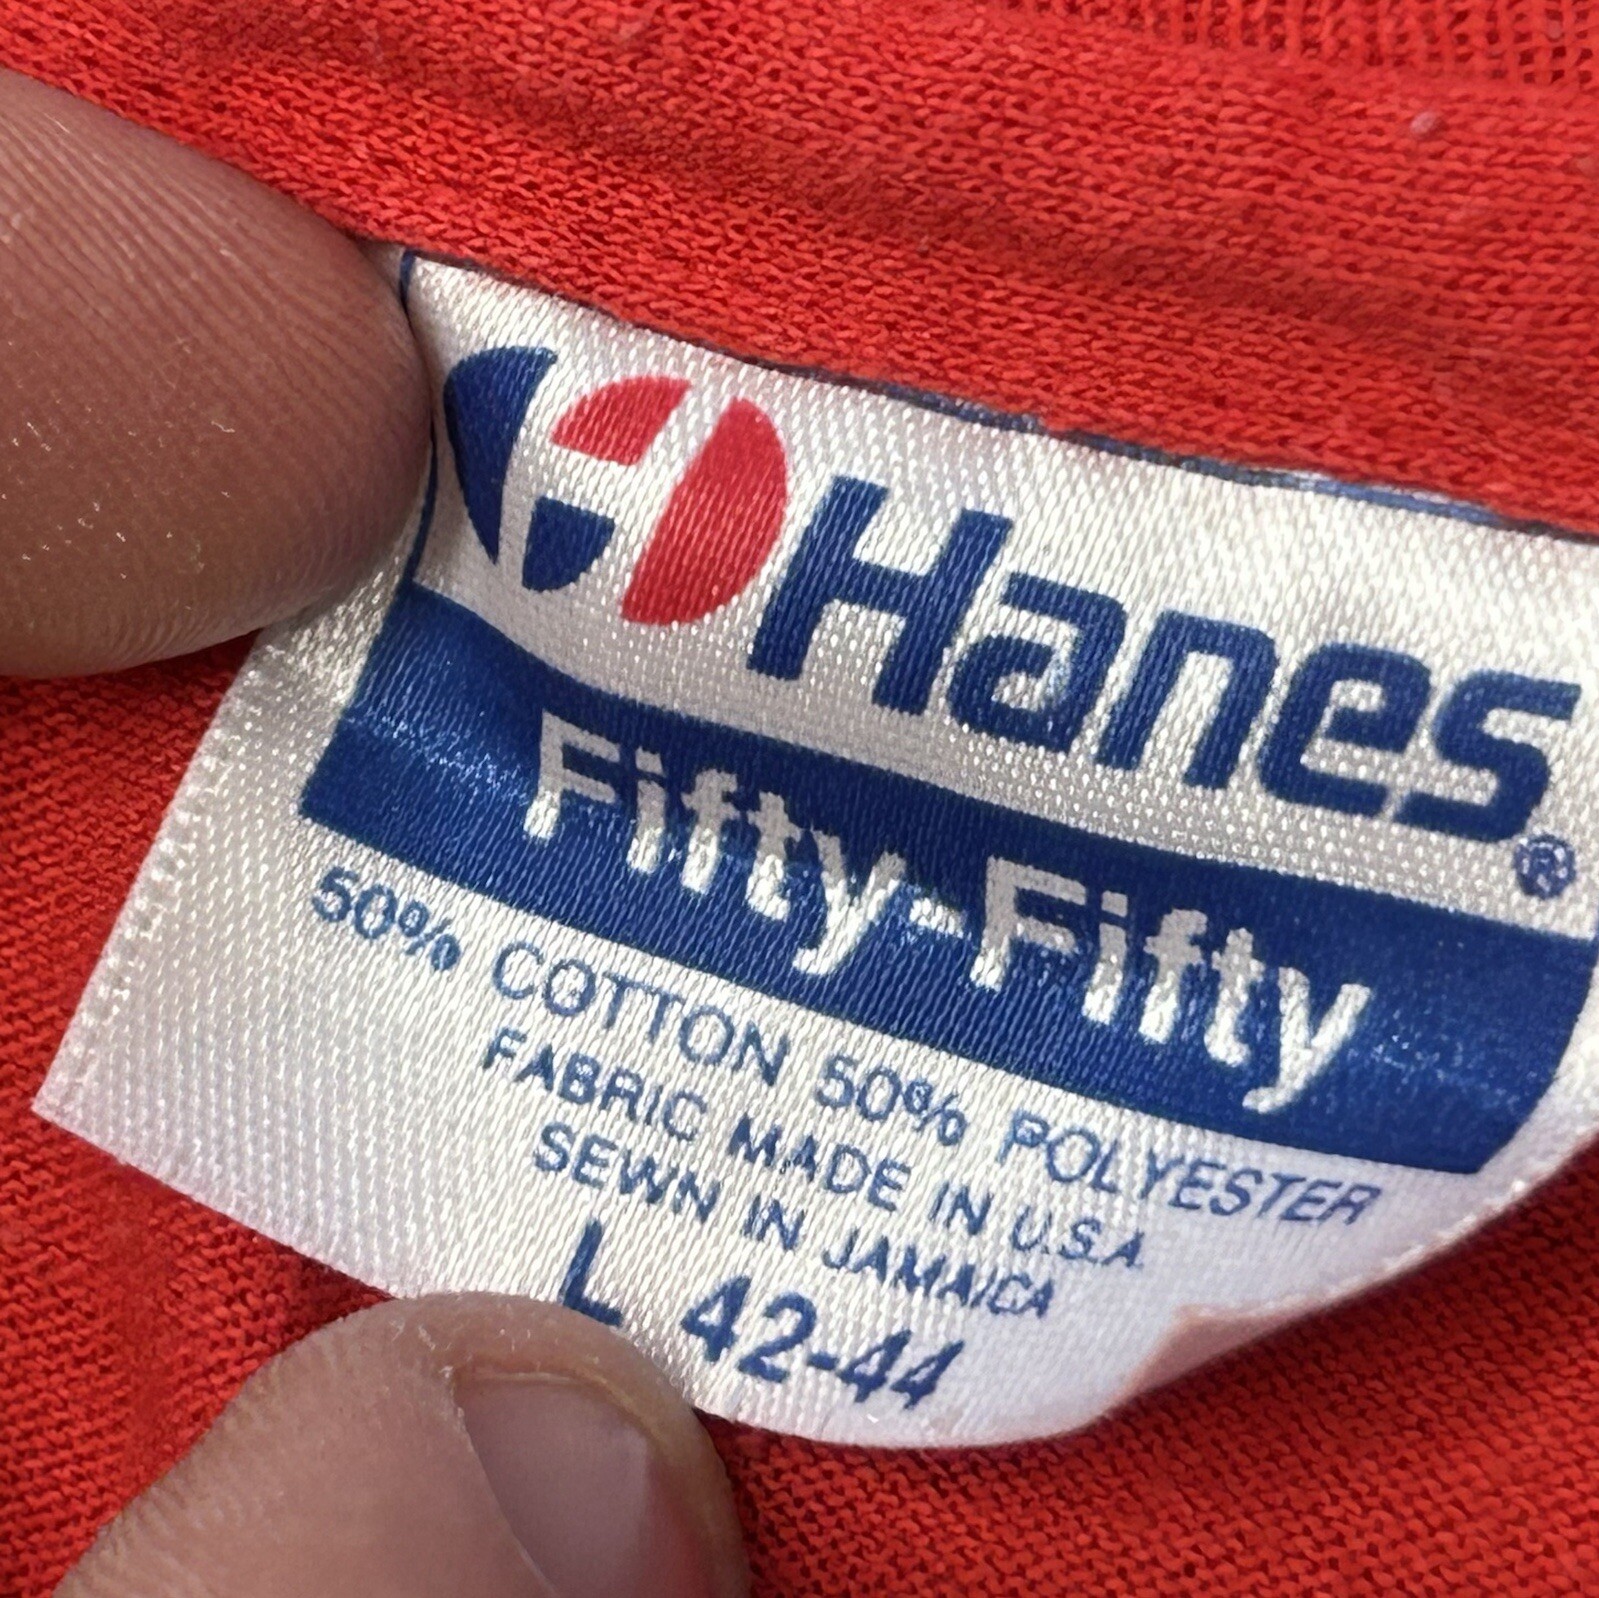 Hanes®
Fifty-Fifty
50% COTTON 50% POLYESTER
FABRIC MADE IN U.S.A.
SEWN IN JAMAICA
L 42-44